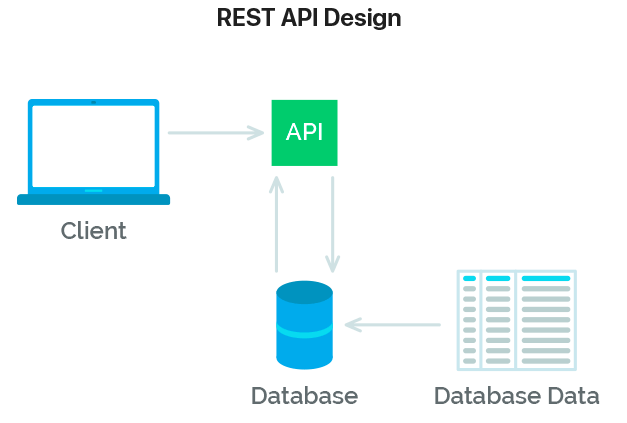 REST API Design
API
Client
Database
Database Data